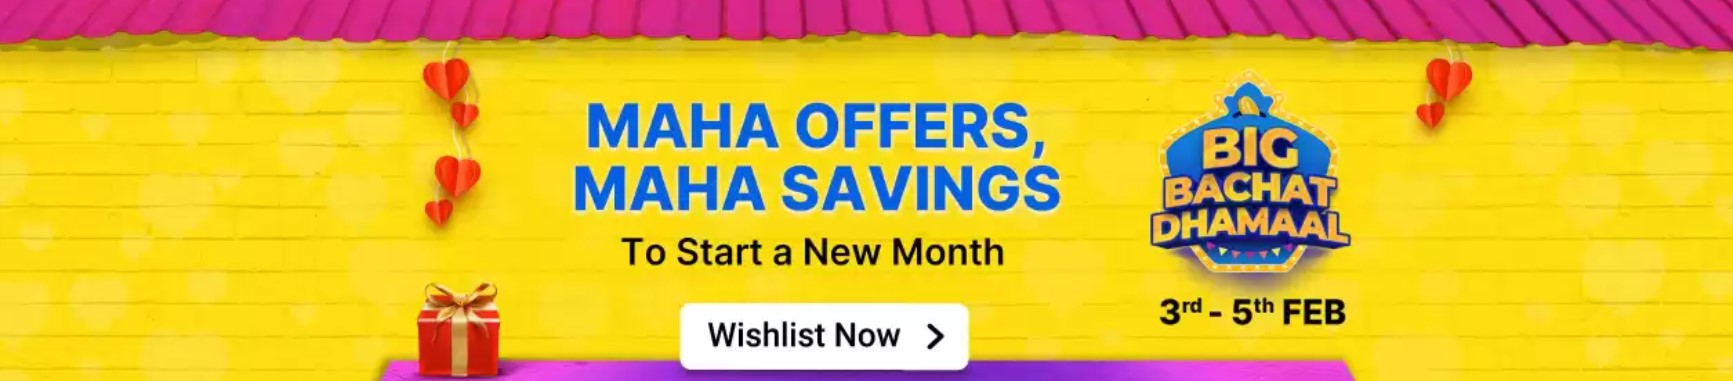 MAHA OFFERS,
MAHA SAVINGS
To Start a New Month
Wishlist Now
BIG
BACHAT
DHAMAAL
3rd - 5th FEB